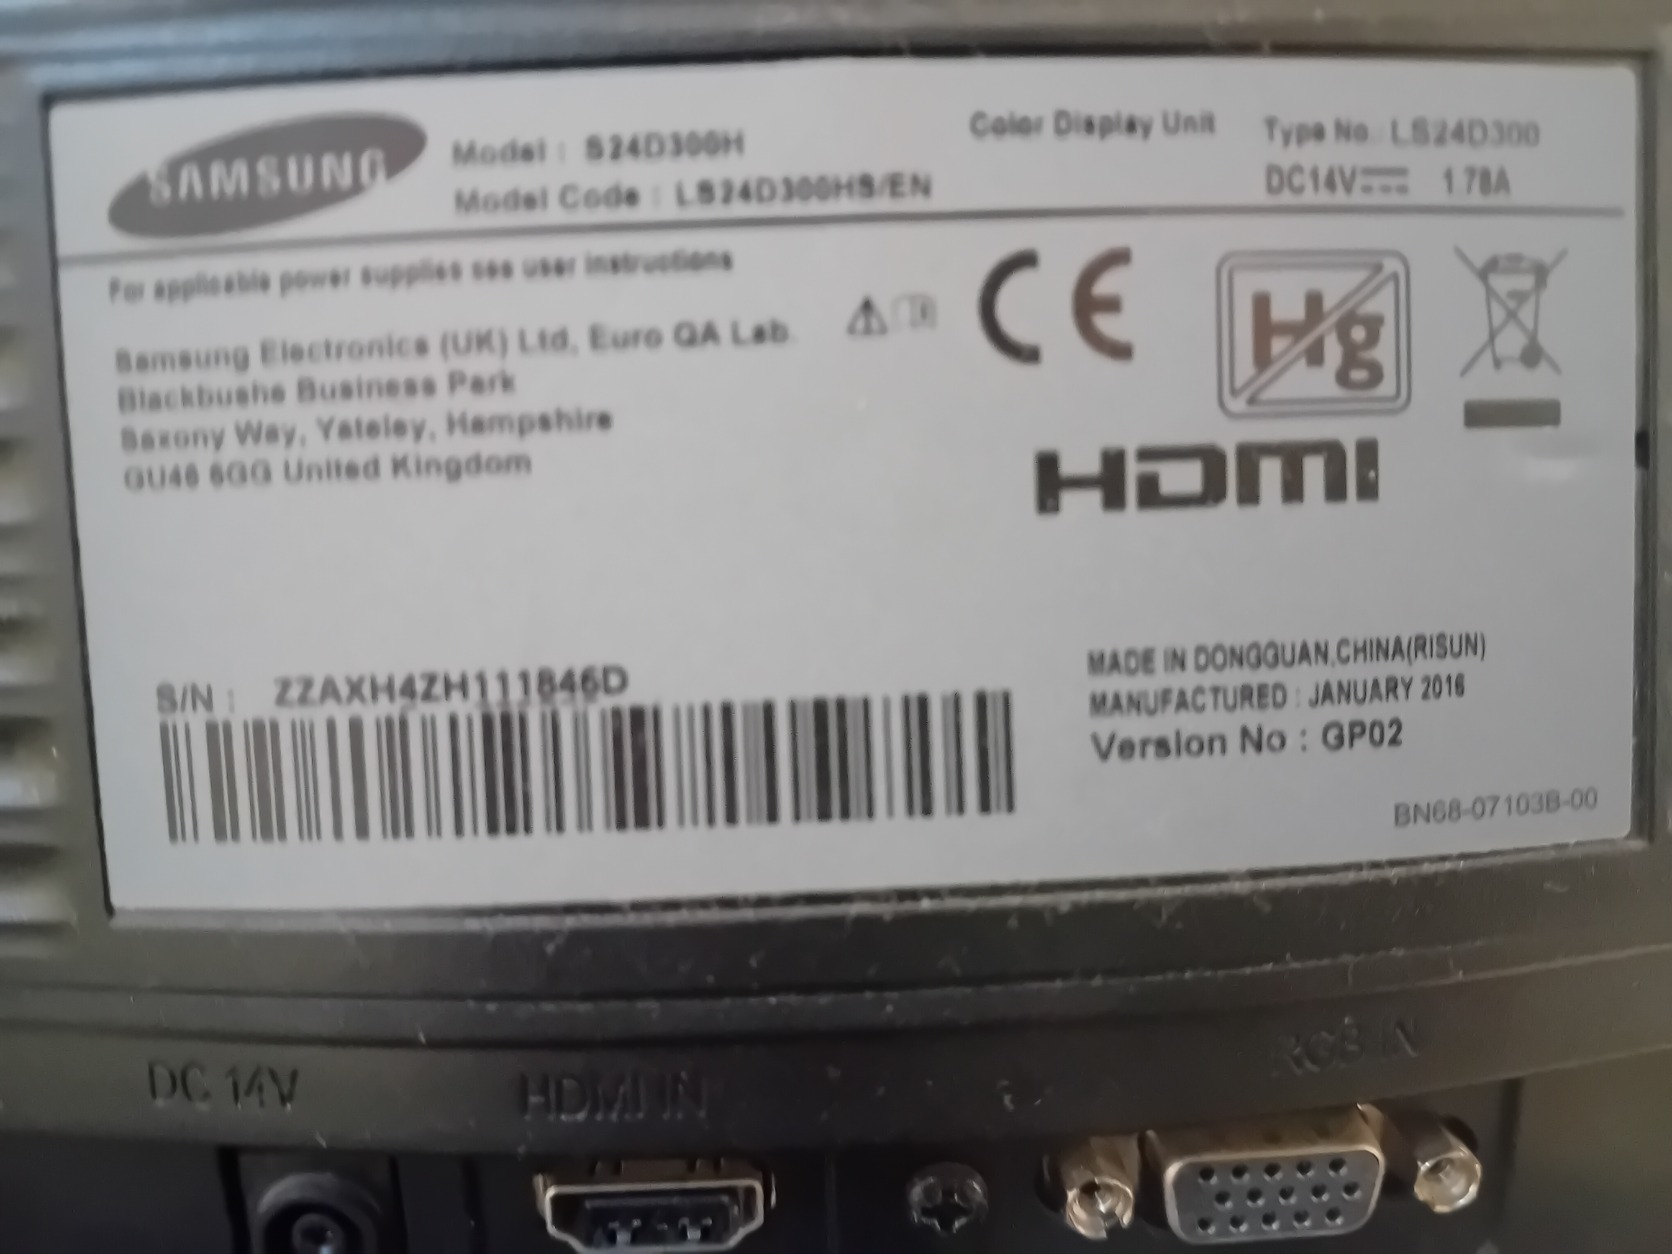 SAMSUNG
Model : S24D300H
Model Code : LS24D300HS/EN
Color Display Unit
Type No. LS24D300
DC14V 1.78A
For applicable power supplies see user instructions
Samsung Electronics (UK) Ltd, Euro QA Lab.
Blackbushe Business Park
Saxony Way, Yateley, Hampshire
GU46 6GG United Kingdom
CE
Hg
HDMI
S/N : ZZAXH4ZH111846D
MADE IN DONGGUAN,CHINA(RISUN)
MANUFACTURED : JANUARY 2016
Version No : GP02
BN68-07103B-00
DC 14V
HDMI IN
RGB IN